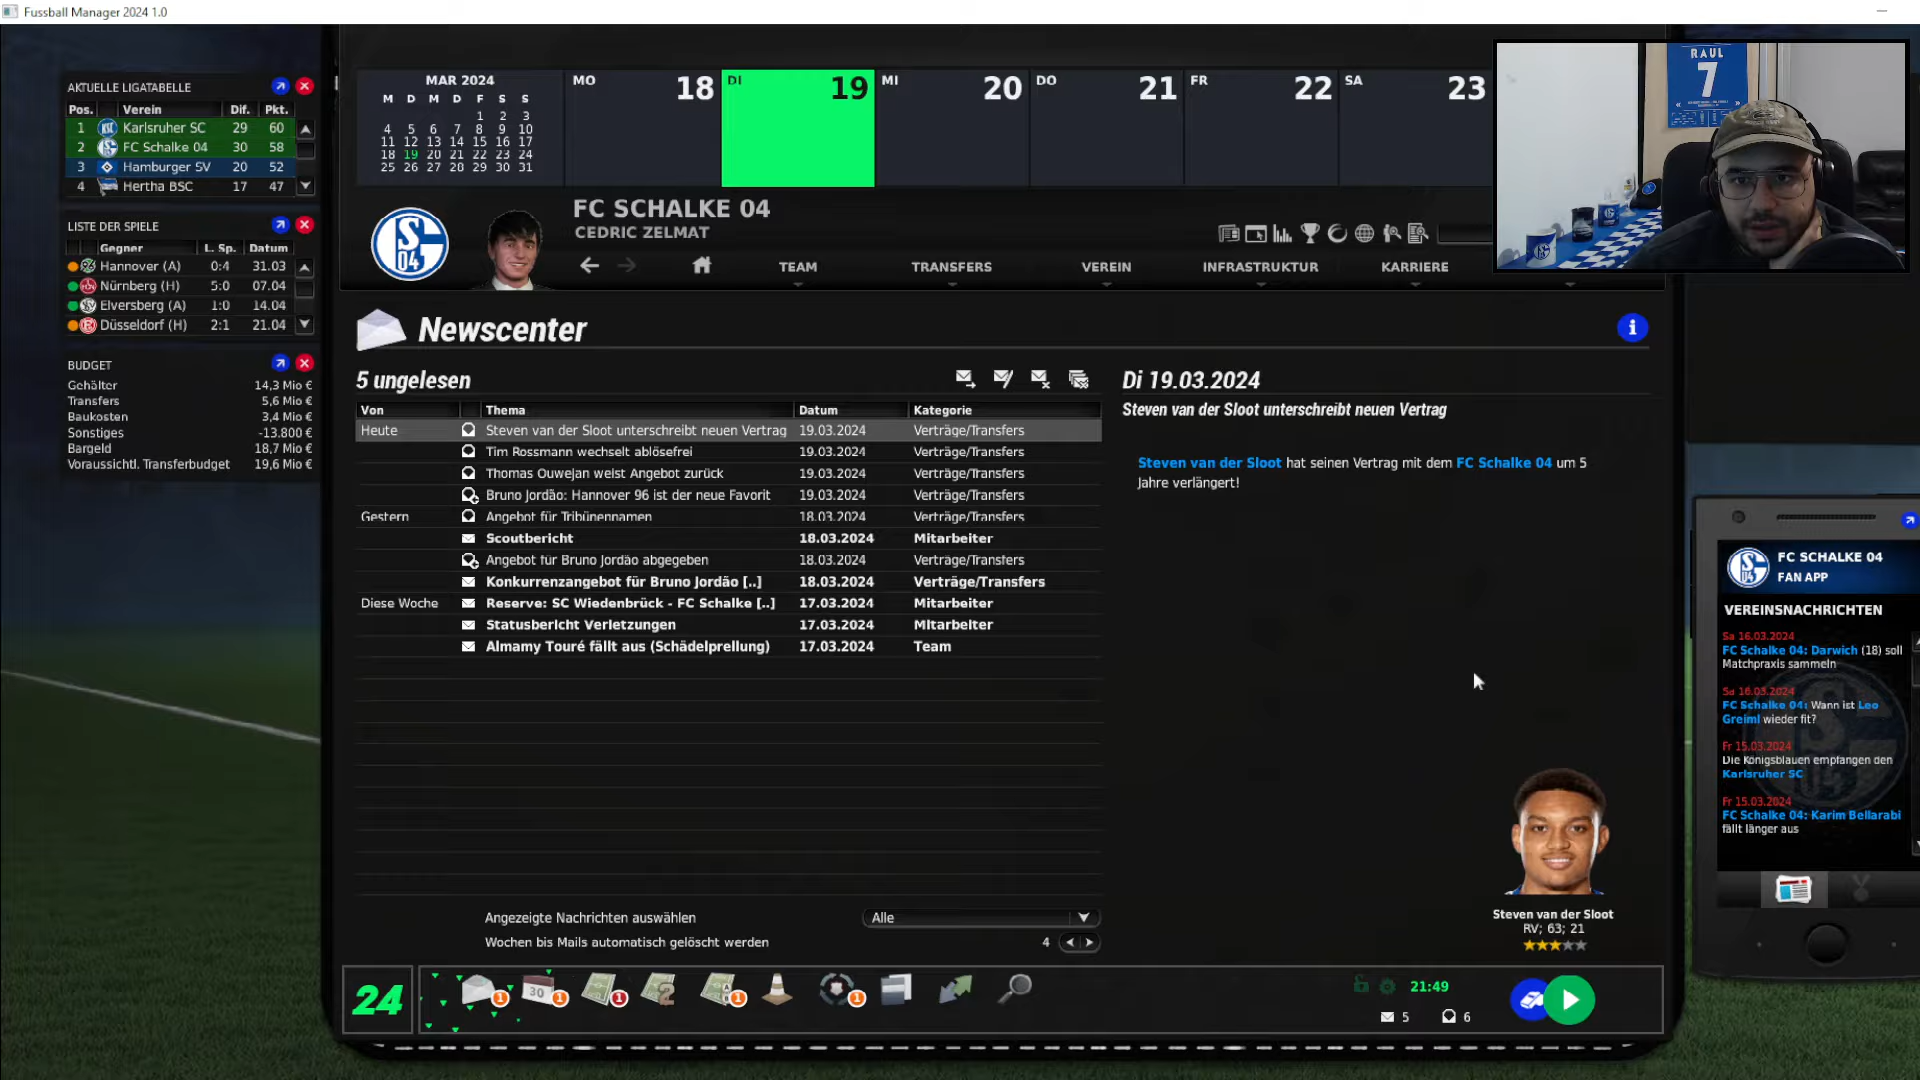 Fussball Manager 2024 1.0
AKTUELLE LIGATABELLE
Pos. Verein Dif. Pkt.
1 Karlsruher SC 29 60
2 FC Schalke 04 30 58
3 Hamburger SV 20 52
4 Hertha BSC 17 47
LISTE DER SPIELE
Gegner L. Sp. Datum
Hannover (A) 0:4 31.03
Nürnberg (H) 5:0 07.04
Elversberg (A) 1:0 14.04
Düsseldorf (H) 2:1 21.04
BUDGET
Gehälter 14,3 Mio €
Transfers 5,6 Mio €
Baukosten 3,4 Mio €
Sonstiges -13.800 €
Bargeld 18,7 Mio €
Voraussichtl. Transferbudget 19,6 Mio €
MAR 2024
M D M D F S S
1 2 3
4 5 6 7 8 9 10
11 12 13 14 15 16 17
18 19 20 21 22 23 24
25 26 27 28 29 30 31
MO 18
DI 19
MI 20
DO 21
FR 22
SA 23
RAUL
7
S 04
FC SCHALKE 04
CEDRIC ZELMAT
TEAM
TRANSFERS
VEREIN
INFRASTRUKTUR
KARRIERE
Newscenter
5 ungelesen
Von Thema Datum Kategorie
Heute Steven van der Sloot unterschreibt neuen Vertrag 19.03.2024 Verträge/Transfers
Tim Rossmann wechselt ablösefrei 19.03.2024 Verträge/Transfers
Thomas Ouwejan weist Angebot zurück 19.03.2024 Verträge/Transfers
Bruno Jordão: Hannover 96 ist der neue Favorit 19.03.2024 Verträge/Transfers
Gestern Angebot für Tribünennamen 18.03.2024 Verträge/Transfers
Scoutbericht 18.03.2024 Mitarbeiter
Angebot für Bruno Jordão abgegeben 18.03.2024 Verträge/Transfers
Konkurrenzangebot für Bruno Jordão [..] 18.03.2024 Verträge/Transfers
Diese Woche Reserve: SC Wiedenbrück - FC Schalke [..] 17.03.2024 Mitarbeiter
Statusbericht Verletzungen 17.03.2024 Mitarbeiter
Almamy Touré fällt aus (Schädelprellung) 17.03.2024 Team
Angezeigte Nachrichten auswählen Alle
Wochen bis Mails automatisch gelöscht werden 4
Di 19.03.2024
Steven van der Sloot unterschreibt neuen Vertrag
Steven van der Sloot hat seinen Vertrag mit dem FC Schalke 04 um 5
Jahre verlängert!
Steven van der Sloot
RV; 63; 21
FC SCHALKE 04
FAN APP
VEREINSNACHRICHTEN
Sa 16.03.2024
FC Schalke 04: Darwich (18) soll
Matchpraxis sammeln
Sa 16.03.2024
FC Schalke 04: Wann ist Leo
Greiml wieder fit?
Fr 15.03.2024
Die Königsblauen empfangen den
Karlsruher SC
Fr 15.03.2024
FC Schalke 04: Karim Bellarabi
fällt länger aus
24
1
30 1
1
2
1
1
21:49
5 6